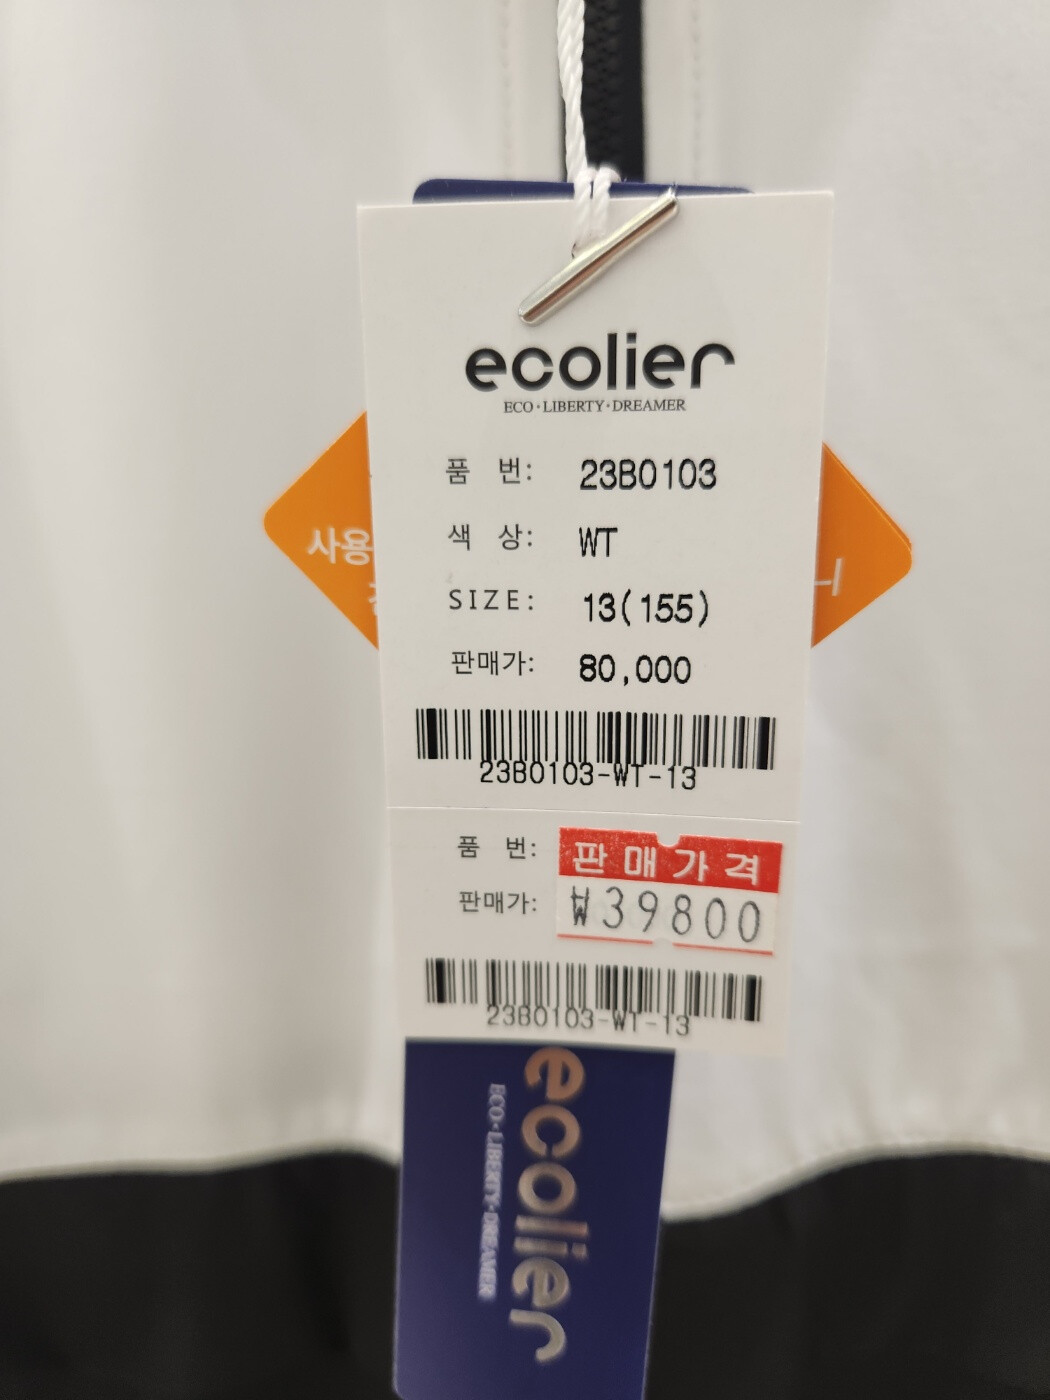 ecolier
ECO·LIBERTY·DREAMER
품 번: 23B0103
색 상: WT
SIZE: 13(155)
판매가: 80,000
23B0103-WT-13
사용
품 번:
판매가격
판매가: ₩39800
23B0103-WT-13
ecolier
ECO·LIBERTY·DREAMER